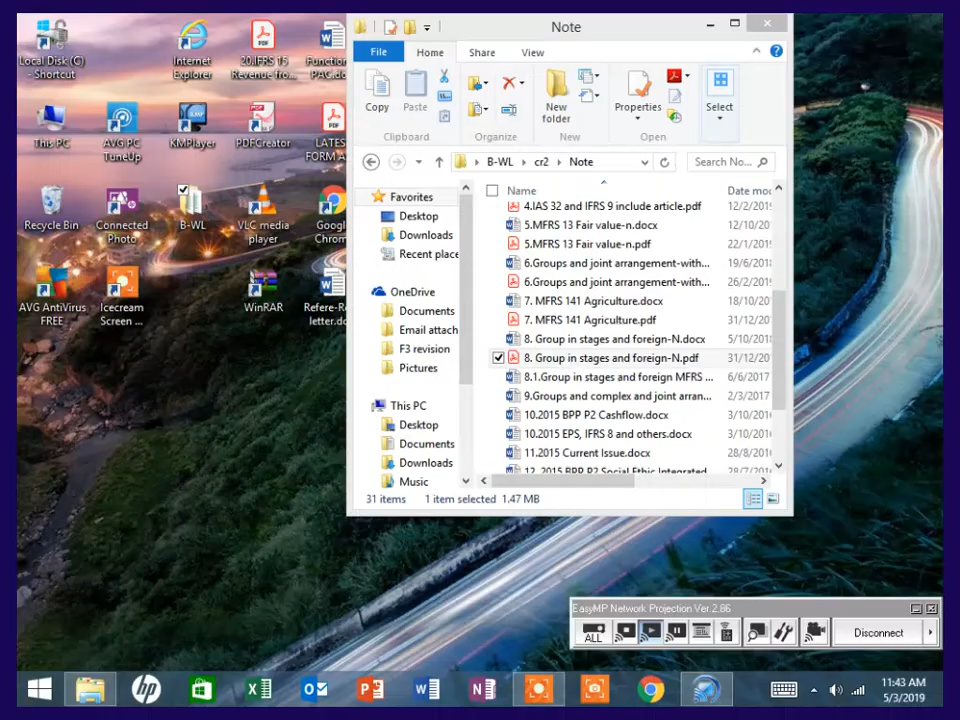 Local Disk (C)
- Shortcut
Internet
Explorer
20.IFRS 15
Revenue fro...
This PC
AVG PC
TuneUp
KMPlayer
PDFCreator
Recycle Bin
Connected
Photo
B-WL
VLC media
player
AVG AntiVirus
FREE
Icecream
Screen ...
WinRAR
Note
File
Home
Share
View
Copy
Paste
New
folder
Properties
Select
Clipboard
Organize
New
Open
B-WL
cr2
Note
Search No...
Favorites
Desktop
Downloads
Recent place
OneDrive
Documents
Email attach
F3 revision
Pictures
This PC
Desktop
Documents
Downloads
Music
Name
Date mod
4.IAS 32 and IFRS 9 include article.pdf 12/2/2019
5.MFRS 13 Fair value-n.docx 12/10/20
5.MFRS 13 Fair value-n.pdf 22/1/2019
6.Groups and joint arrangement-with... 19/6/2018
6.Groups and joint arrangement-with... 26/2/2019
7. MFRS 141 Agriculture.docx 18/10/20
7. MFRS 141 Agriculture.pdf 31/12/20
8. Group in stages and foreign-N.docx 5/10/20
8. Group in stages and foreign-N.pdf 31/12/20
8.1.Group in stages and foreign MFRS ... 6/6/2017
9.Groups and complex and joint arran... 2/3/2017
10.2015 BPP P2 Cashflow.docx 3/10/2016
10.2015 EPS, IFRS 8 and others.docx 3/10/2016
11.2015 Current Issue.docx 28/8/2016
12. 2015 BPP P2 Social Ethic Integrated 28/7/2016
31 items 1 item selected 1.47 MB
EasyMP Network Projection Ver.2.86
ALL
Disconnect
11:43 AM
5/3/2019